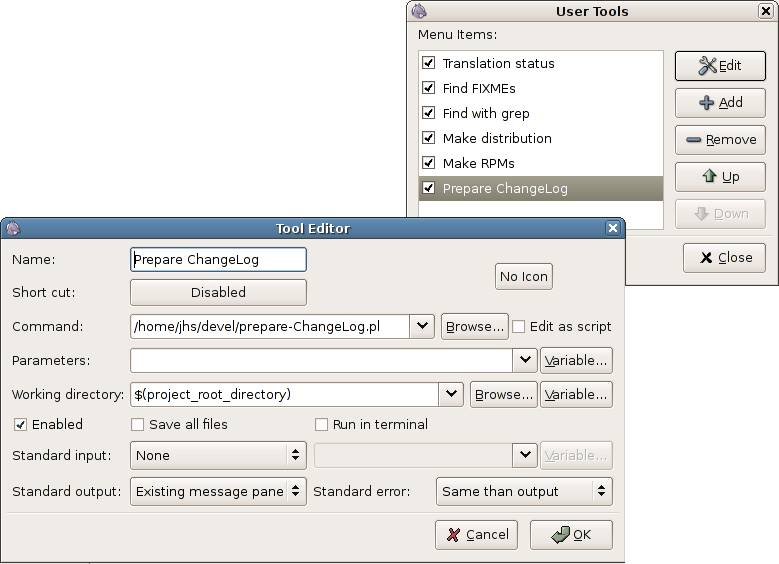 User Tools
Menu Items:
Translation status
Find FIXMEs
Find with grep
Make distribution
Make RPMs
Prepare ChangeLog
Edit
Add
Remove
Up
Down
Close
Tool Editor
Name: Prepare ChangeLog
No Icon
Short cut: Disabled
Command: /home/jhs/devel/prepare-ChangeLog.pl Browse... Edit as script
Parameters: Variable...
Working directory: $(project_root_directory) Browse... Variable...
Enabled Save all files Run in terminal
Standard input: None Variable...
Standard output: Existing message pane Standard error: Same than output
Cancel OK